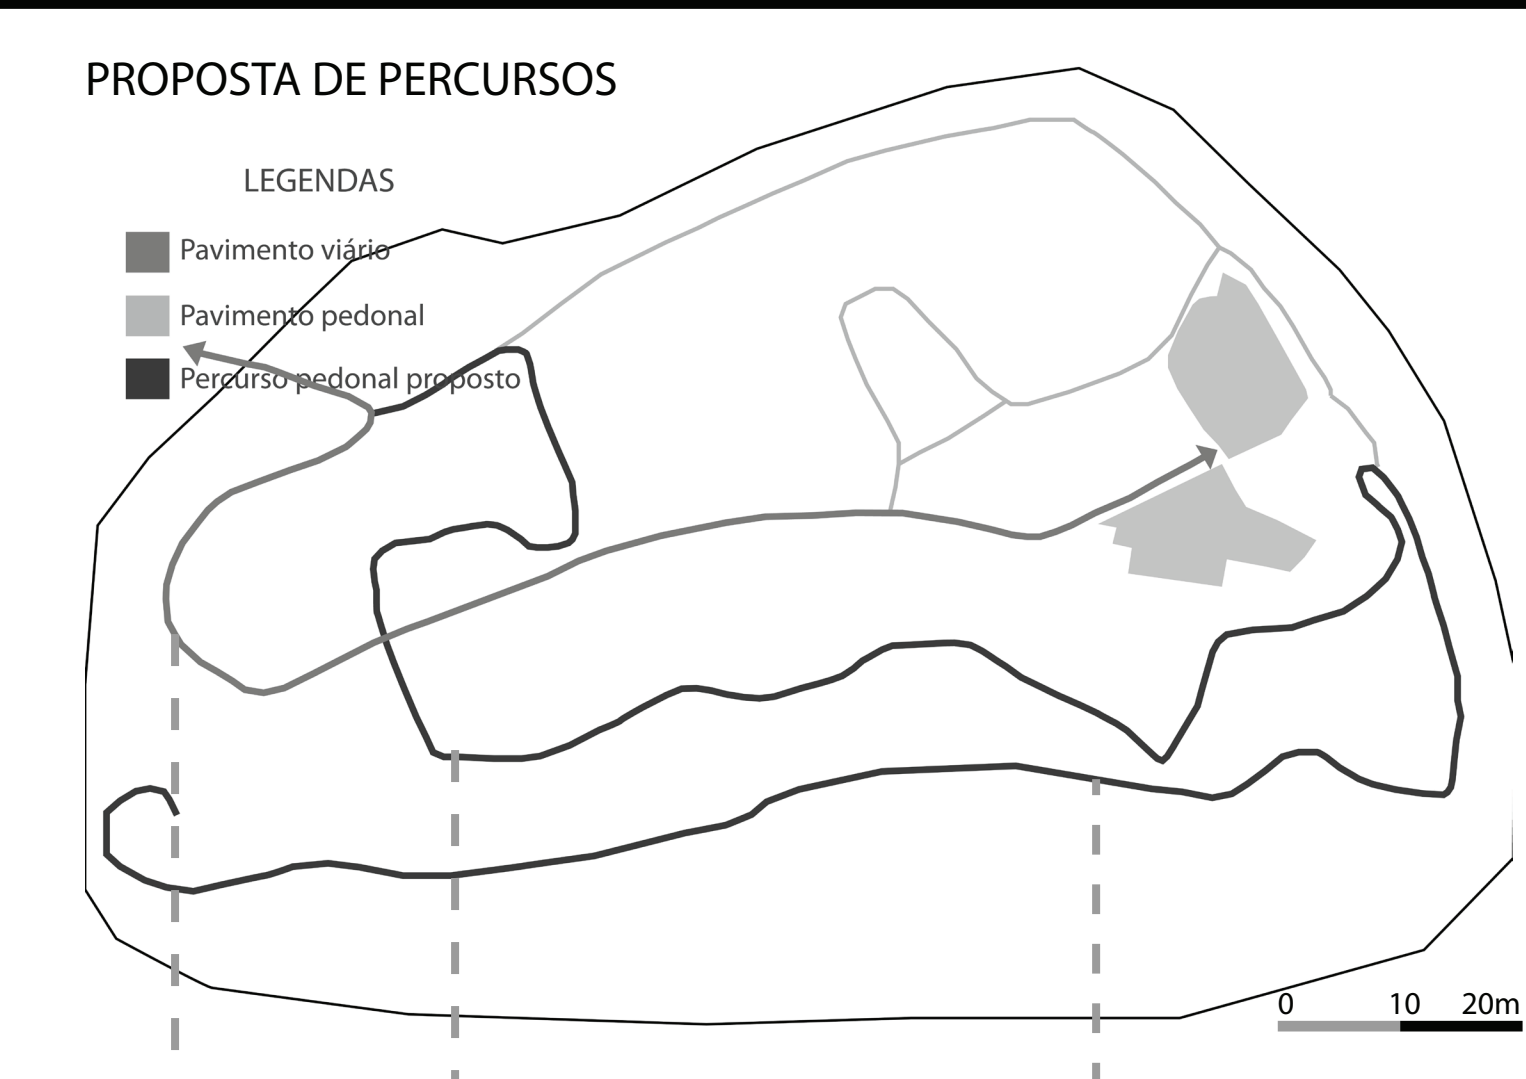 PROPOSTA DE PERCURSOS
LEGENDAS
Pavimento viário
Pavimento pedonal
Percurso pedonal proposto
0 10 20m